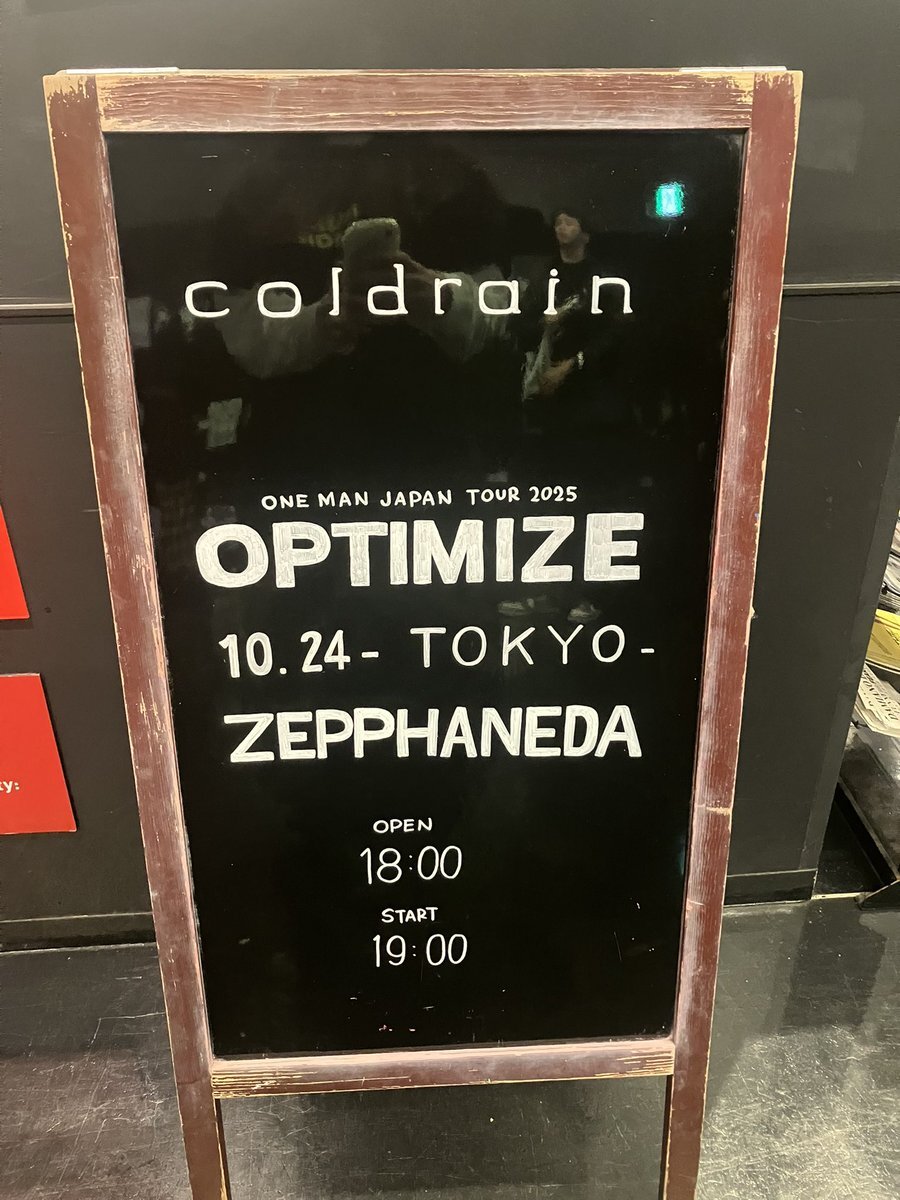 coldrain
ONE MAN JAPAN TOUR 2025
OPTIMIZE
10.24- TOKYO-
ZEPPHANEDA
OPEN
18:00
START
19:00